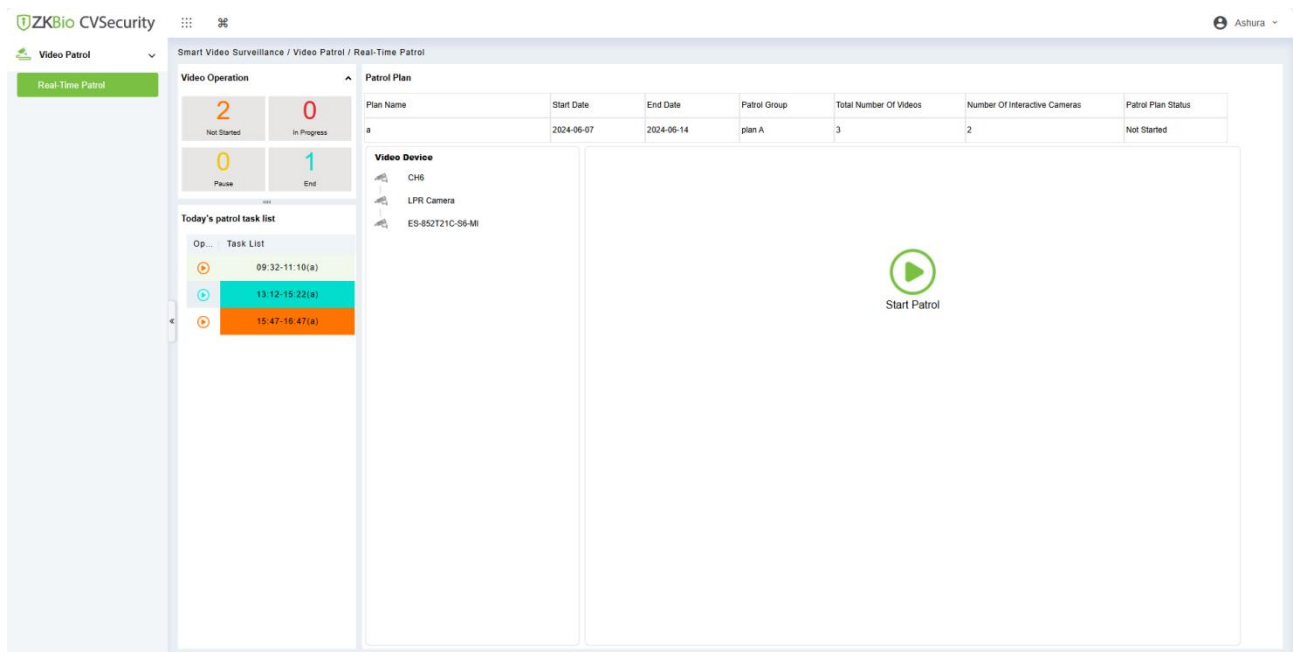 ZKBio CVSecurity
Ashura
Video Patrol
Real-Time Patrol
Smart Video Surveillance / Video Patrol / Real-Time Patrol
Video Operation
2
Not Started
0
In Progress
0
Pause
1
End
Today's patrol task list
Op... Task List
09:32-11:10(a)
13:12-15:22(a)
15:47-16:47(a)
Patrol Plan
Plan Name Start Date End Date Patrol Group Total Number Of Videos Number Of Interactive Cameras Patrol Plan Status
a 2024-06-07 2024-06-14 plan A 3 2 Not Started
Video Device
CH6
LPR Camera
ES-852T21C-S6-MI
Start Patrol